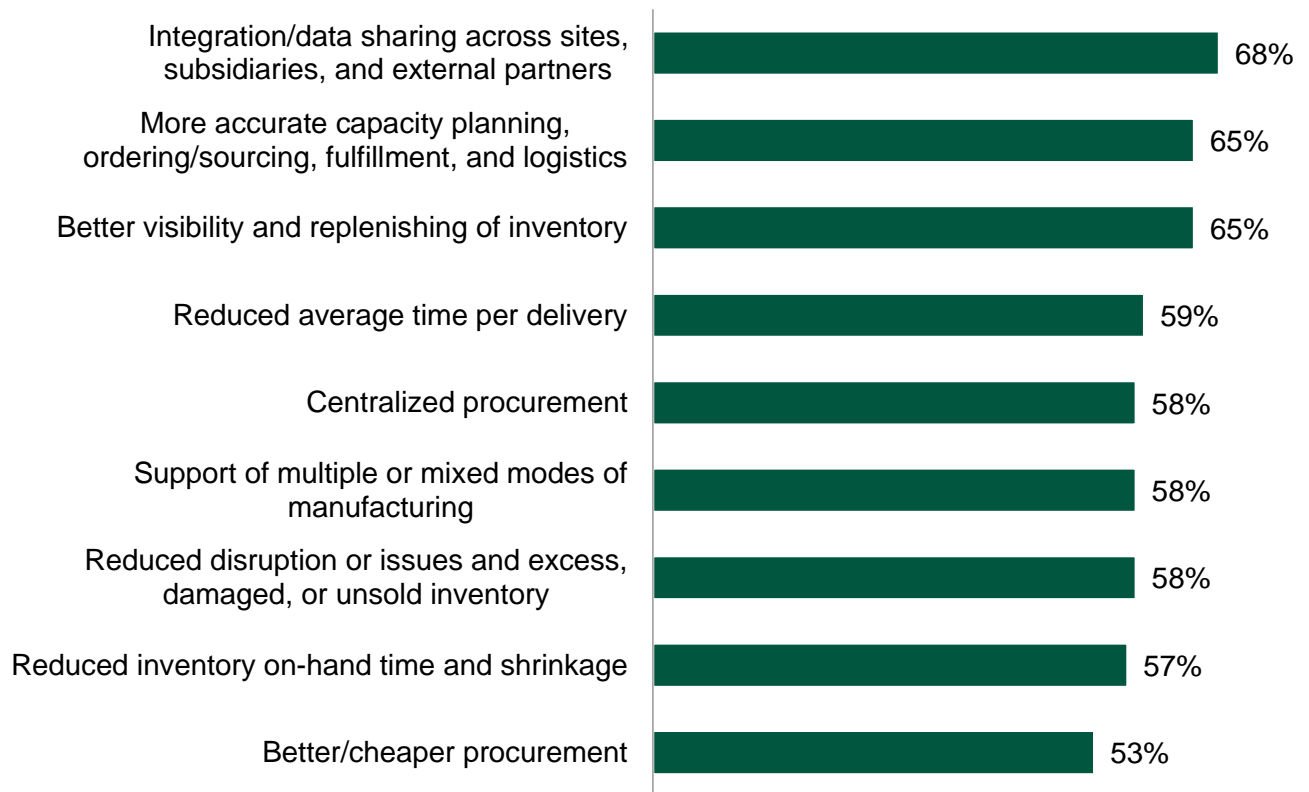 Integration/data sharing across sites,
subsidiaries, and external partners
68%
More accurate capacity planning,
ordering/sourcing, fulfillment, and logistics
65%
Better visibility and replenishing of inventory
65%
Reduced average time per delivery
59%
Centralized procurement
58%
Support of multiple or mixed modes of
manufacturing
58%
Reduced disruption or issues and excess,
damaged, or unsold inventory
58%
Reduced inventory on-hand time and shrinkage
57%
Better/cheaper procurement
53%